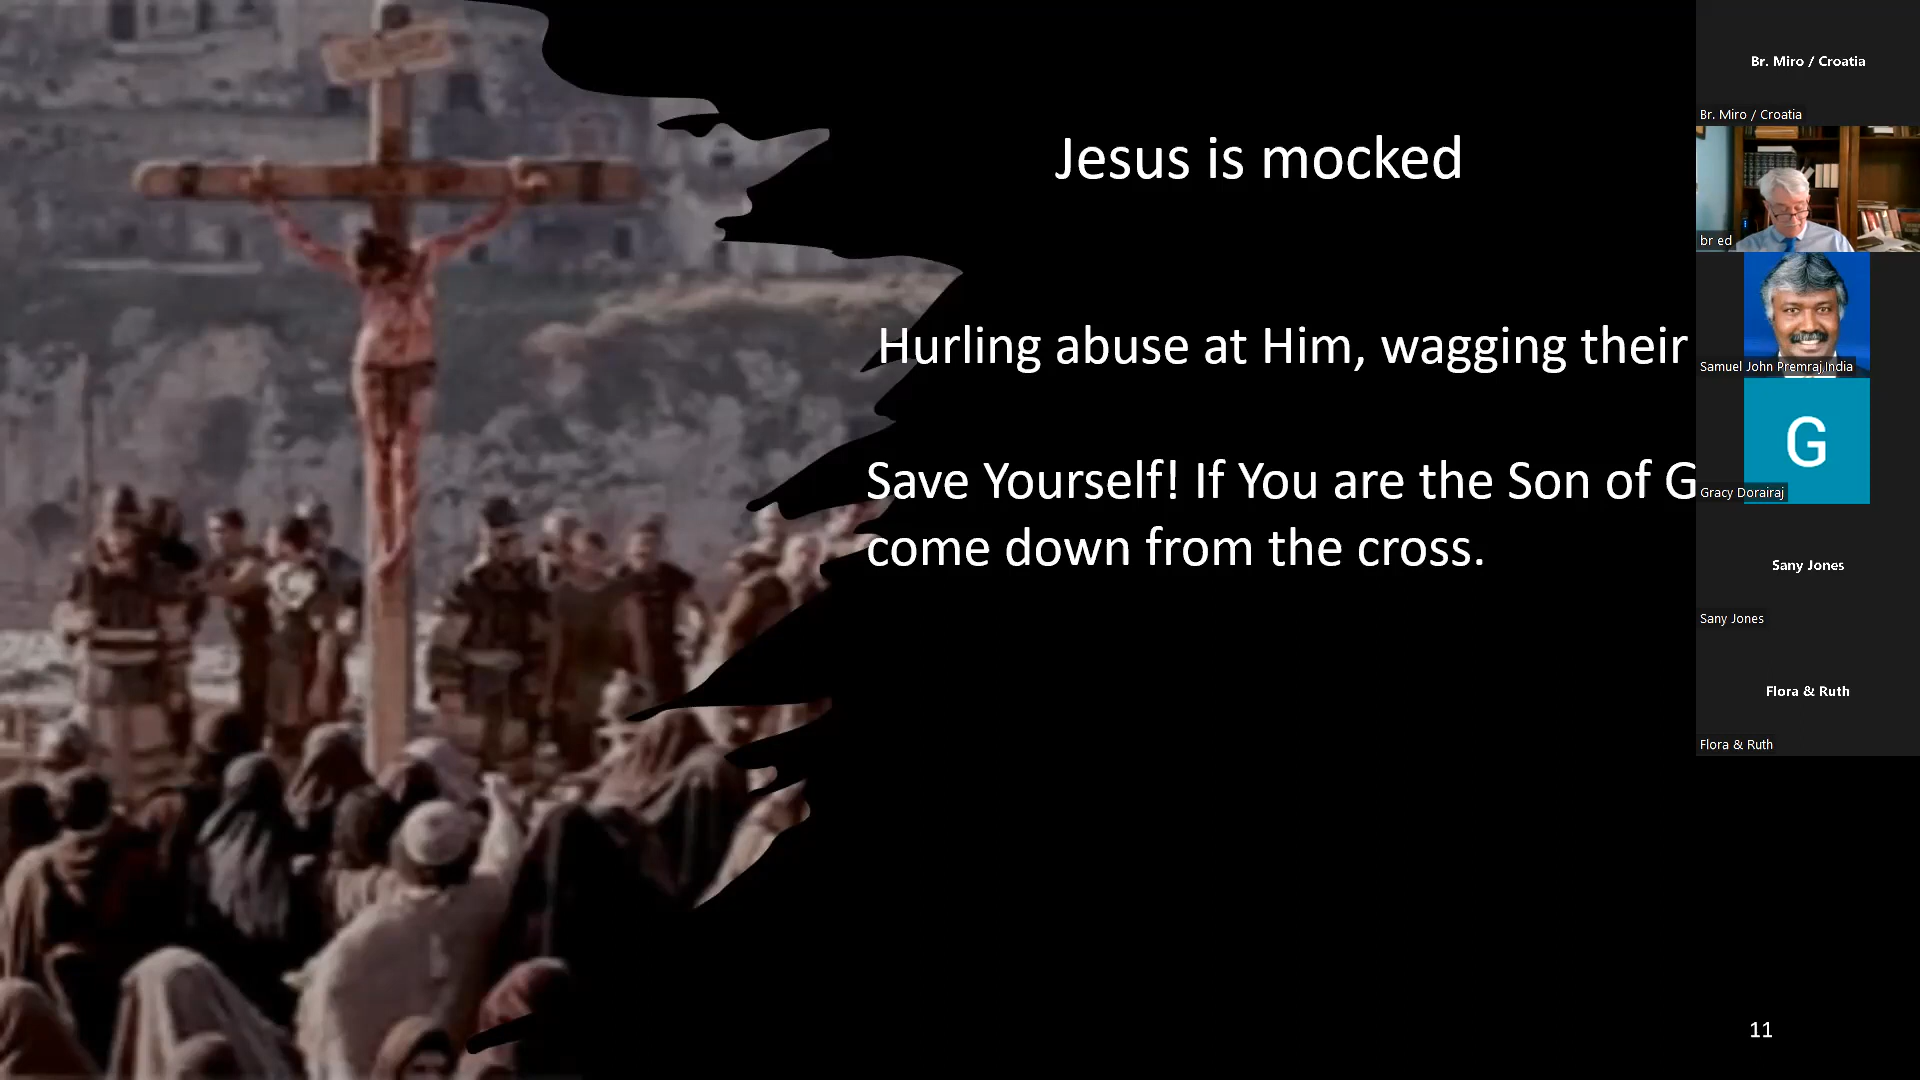 Jesus is mocked
Hurling abuse at Him, wagging their
Save Yourself! If You are the Son of G
come down from the cross.
11
Br. Miro / Croatia
Br. Miro / Croatia
br ed
Samuel John Premraj,India
G
Gracy Dorairaj
Sany Jones
Sany Jones
Flora & Ruth
Flora & Ruth